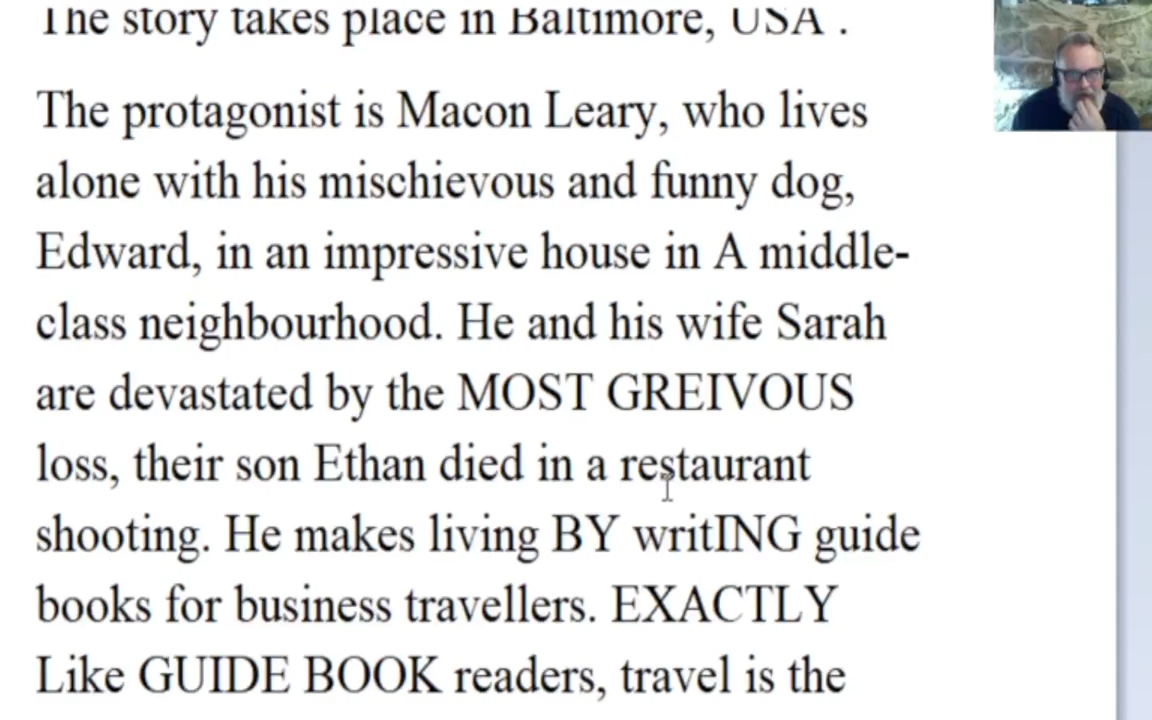 The story takes place in Baltimore, USA .
The protagonist is Macon Leary, who lives
alone with his mischievous and funny dog,
Edward, in an impressive house in A middle-
class neighbourhood. He and his wife Sarah
are devastated by the MOST GREIVOUS
loss, their son Ethan died in a restaurant
shooting. He makes living BY writING guide
books for business travellers. EXACTLY
Like GUIDE BOOK readers, travel is the